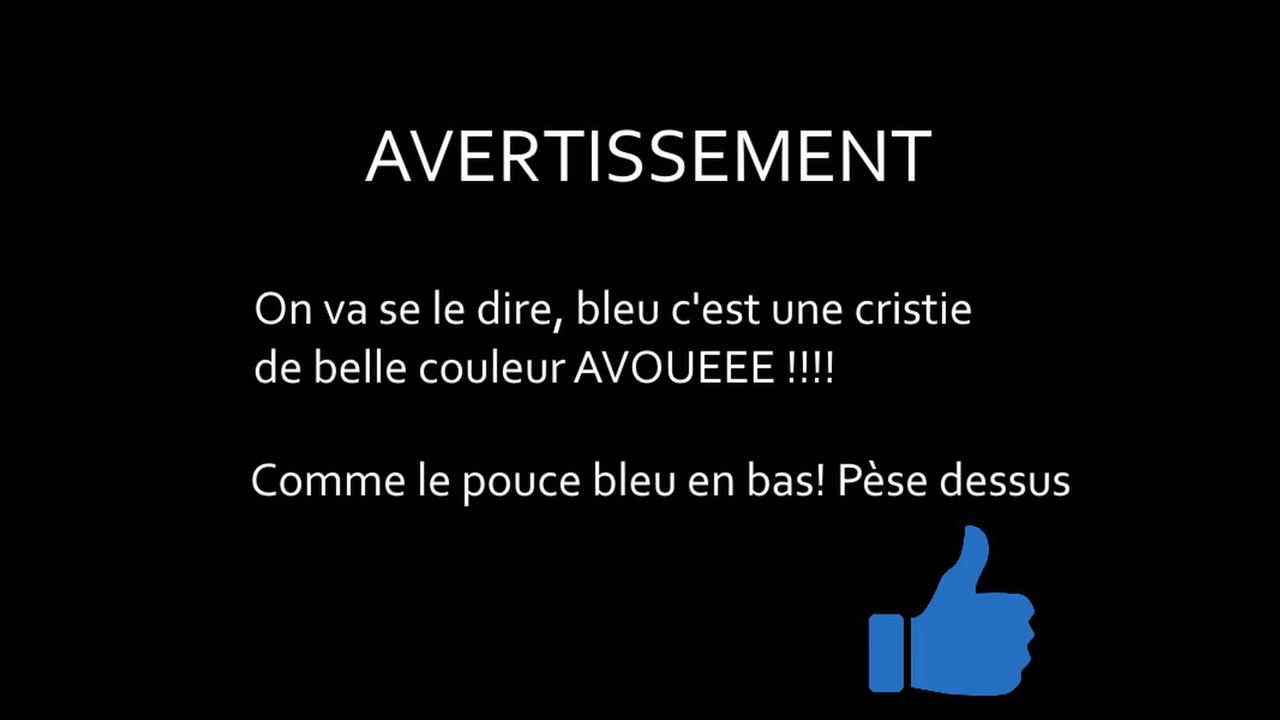 AVERTISSEMENT
On va se le dire, bleu c'est une cristie
de belle couleur AVOUEEE !!!!
Comme le pouce bleu en bas! Pèse dessus